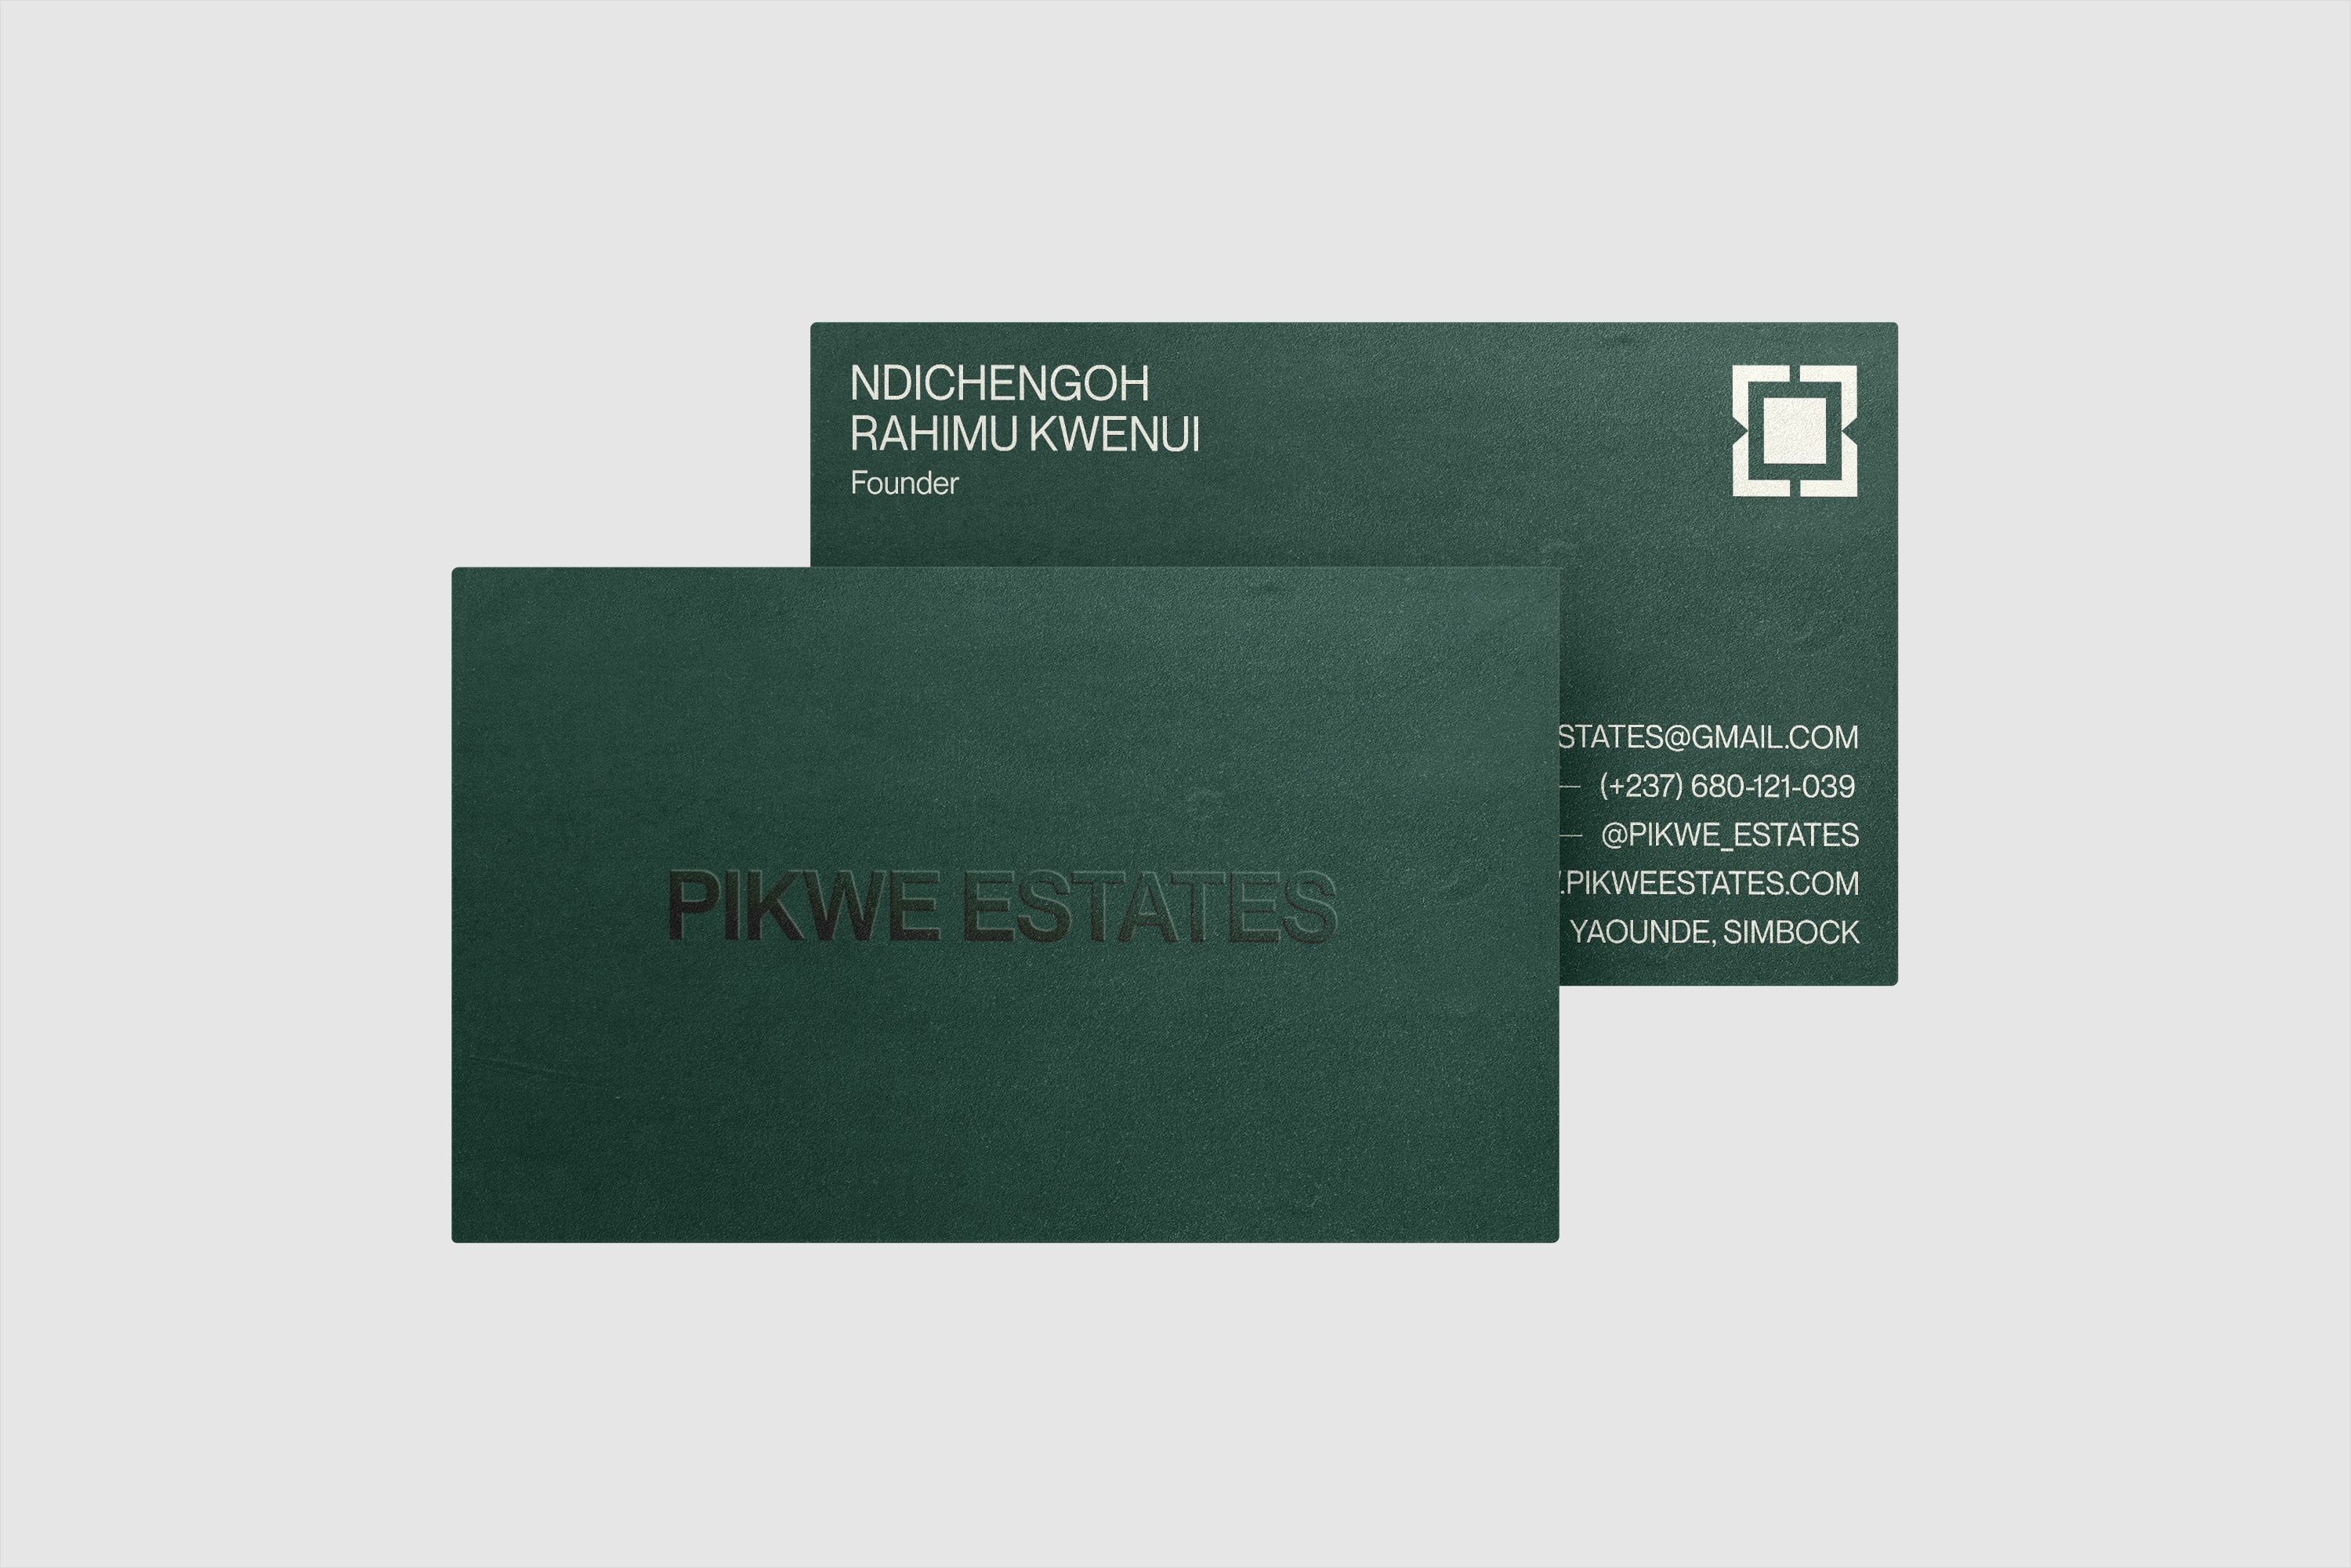 NDICHENGOH
RAHIMU KWENUI
Founder
STATES@GMAIL.COM
(+237) 680-121-039
@PIKWE_ESTATES
.PIKWEESTATES.COM
YAOUNDE, SIMBOCK
PIKWE ESTATES